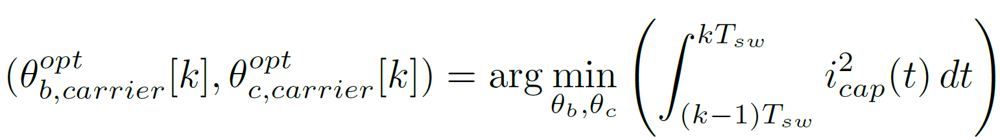 (θ_{b,carrier}^{opt}[k], θ_{c,carrier}^{opt}[k]) = arg min_{θ_b,θ_c} ( ∫_{(k−1)T_{sw}}^{kT_{sw}} i_{cap}^{2}(t) dt )